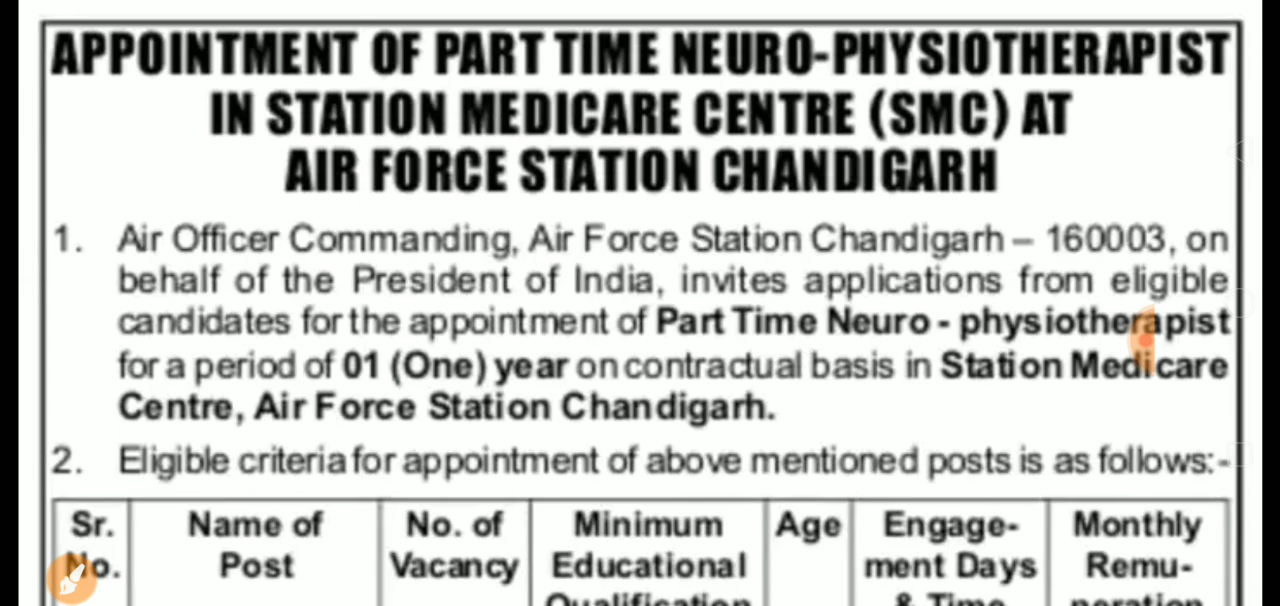 APPOINTMENT OF PART TIME NEURO-PHYSIOTHERAPIST
IN STATION MEDICARE CENTRE (SMC) AT
AIR FORCE STATION CHANDIGARH
1. Air Officer Commanding, Air Force Station Chandigarh – 160003, on
behalf of the President of India, invites applications from eligible
candidates for the appointment of Part Time Neuro - physiotherapist
for a period of 01 (One) year on contractual basis in Station Medicare
Centre, Air Force Station Chandigarh.
2. Eligible criteria for appointment of above mentioned posts is as follows:-
Sr. Name of No. of Minimum Age Engage- Monthly
No. Post Vacancy Educational ment Days Remu-
Qualification & Time neration